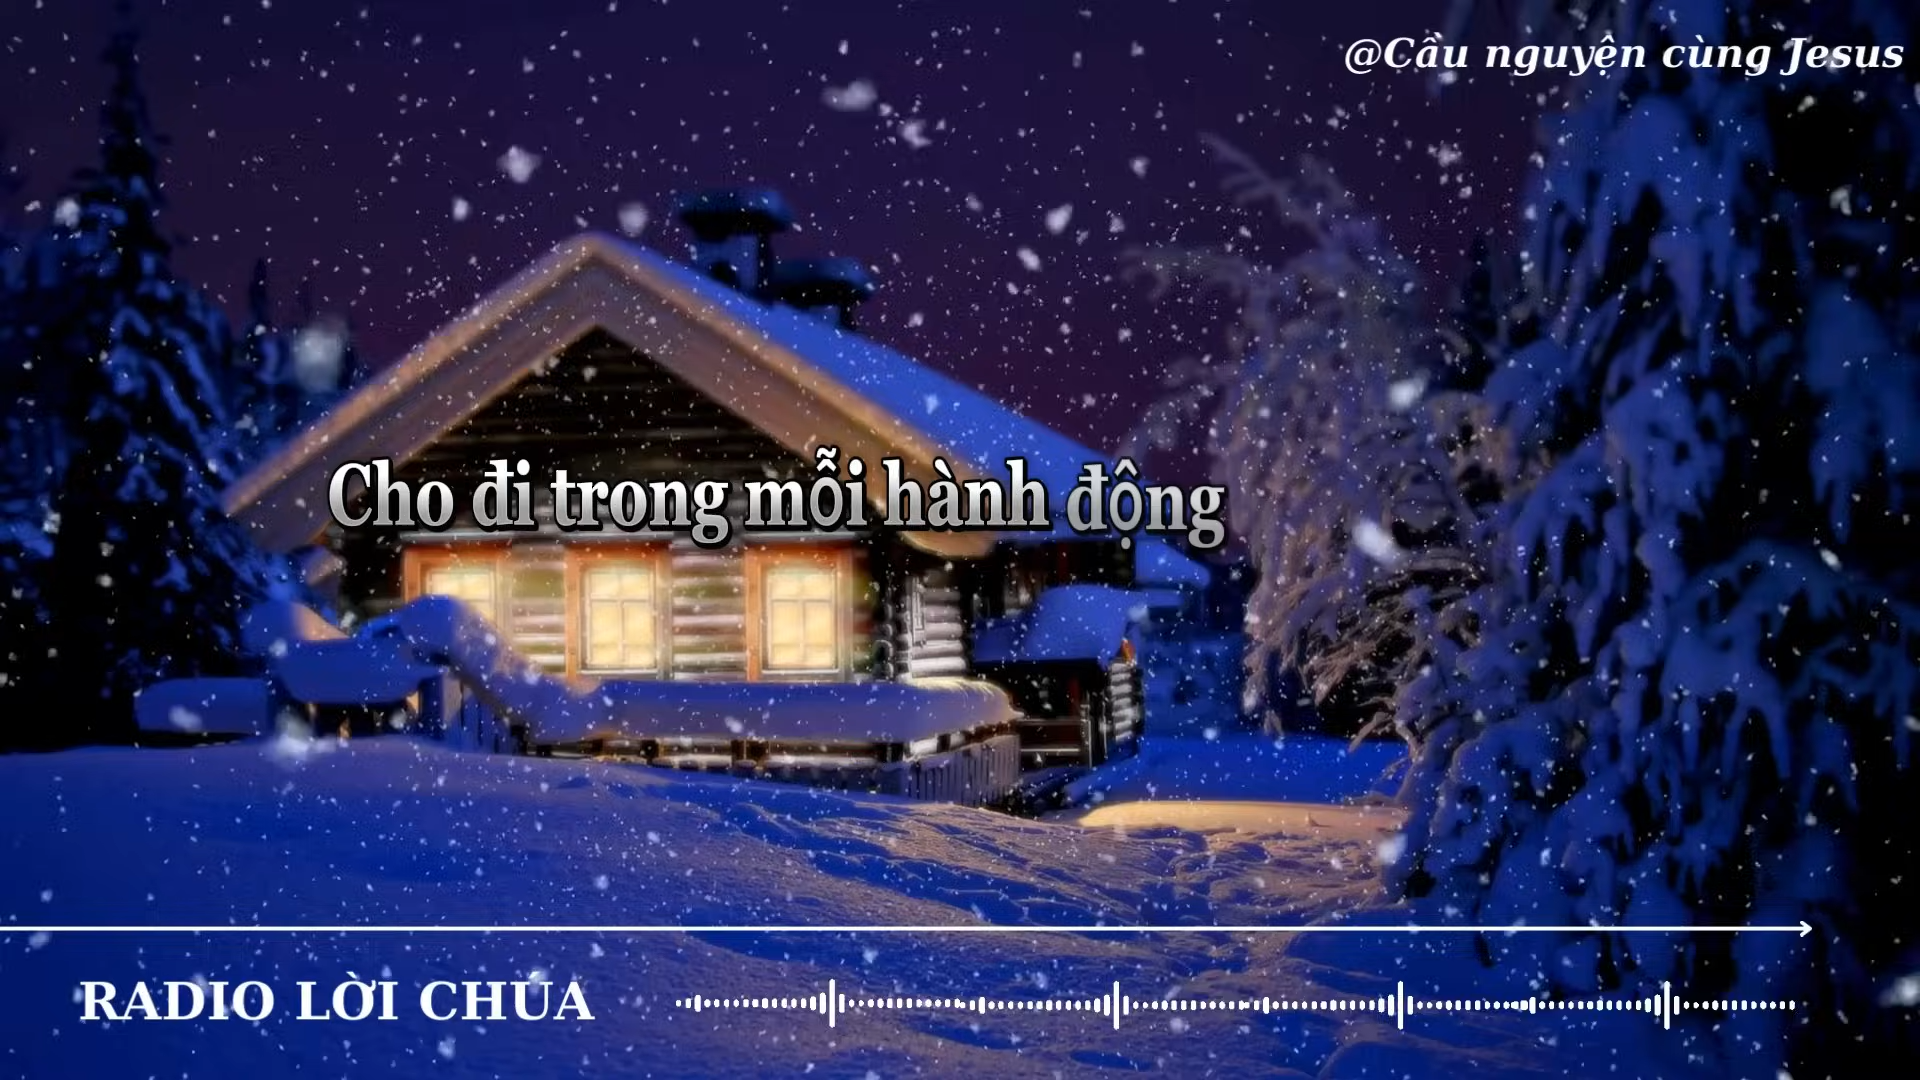 @Cầu nguyện cùng Jesus
Cho đi trong mỗi hành động
RADIO LỜI CHÚA